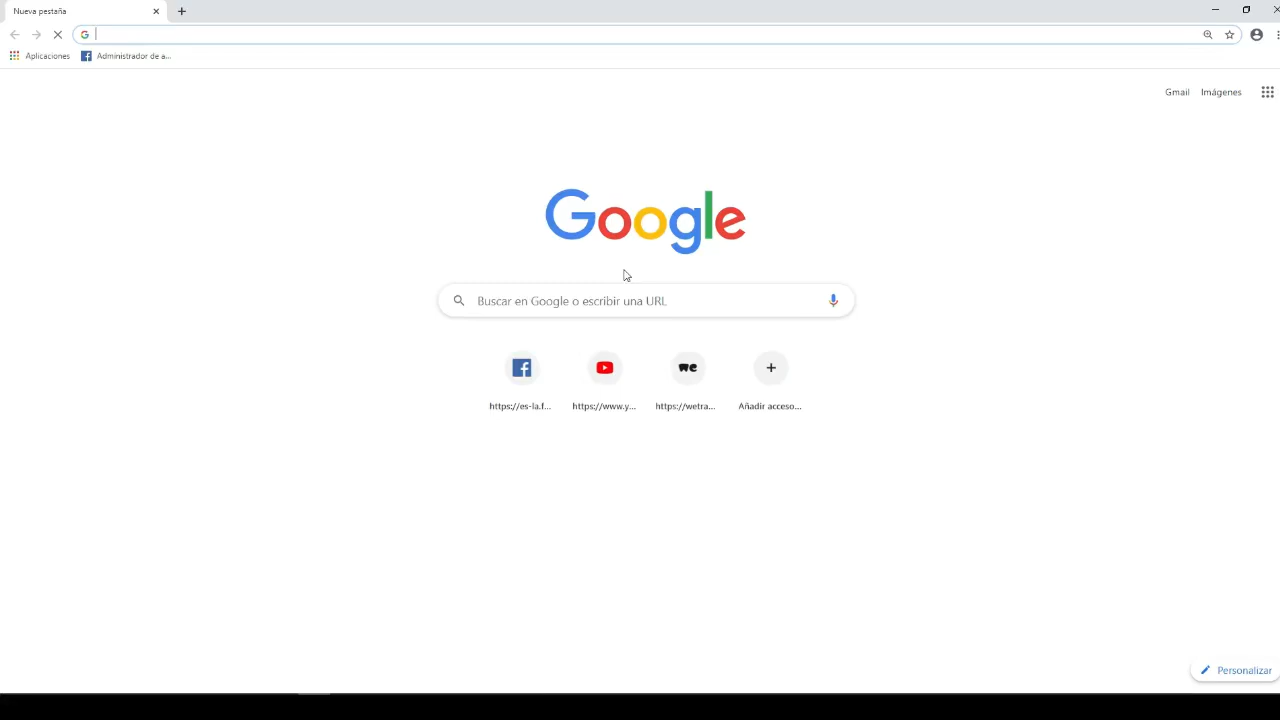 Nueva pestaña
Aplicaciones
Administrador de a...
Gmail
Imágenes
Google
Buscar en Google o escribir una URL
https://es-la.f...
https://www.y...
we
https://wetra...
Añadir acceso...
Personalizar